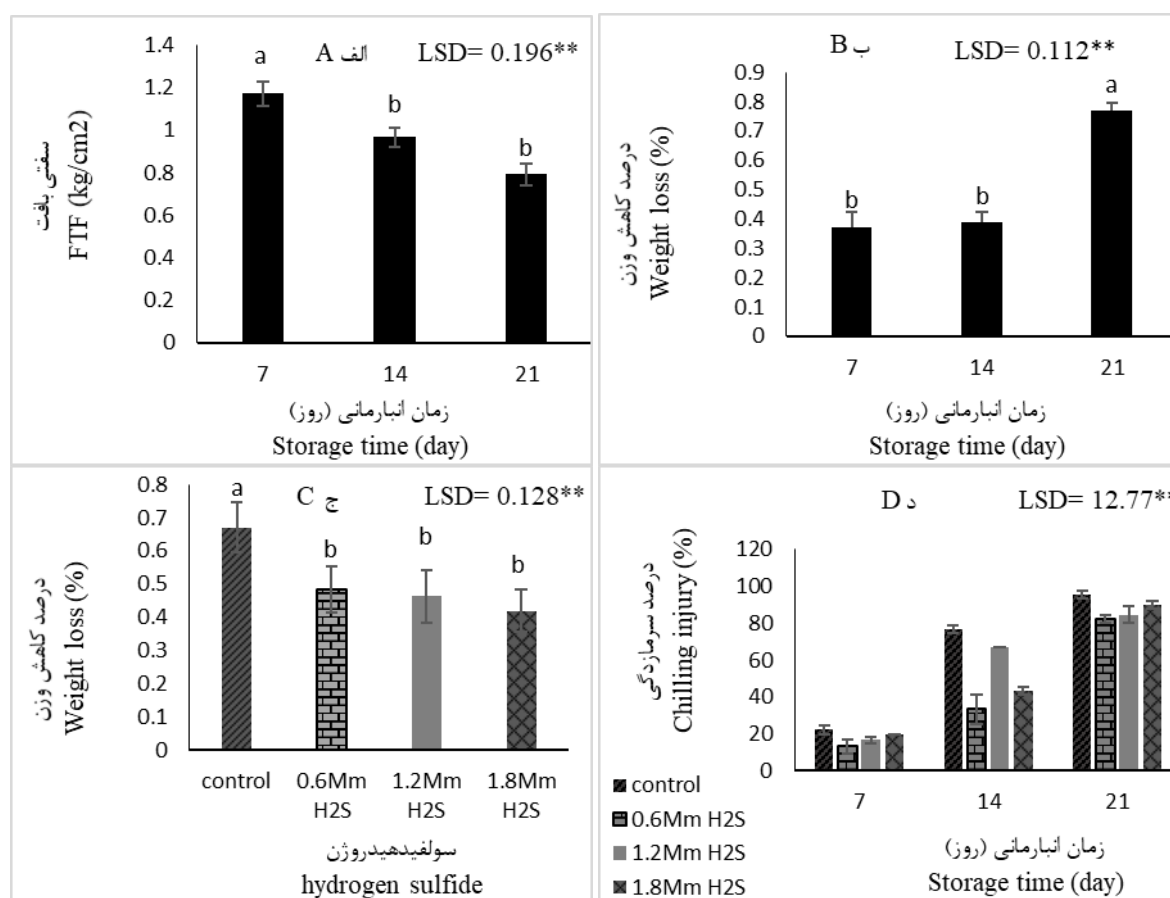 الف A
LSD= 0.196**
سفتی بافت
FTF (kg/cm2)
1.4
1.2
1
0.8
0.6
0.4
0.2
0
a
b
b
7 14 21
زمان انبارمانی (روز)
Storage time (day)
ب B
LSD= 0.112**
درصد کاهش وزن
Weight loss (%)
0.9
0.8
0.7
0.6
0.5
0.4
0.3
0.2
0.1
0
b
b
a
7 14 21
زمان انبارمانی (روز)
Storage time (day)
ج C
LSD= 0.128**
درصد کاهش وزن
Weight loss (%)
0.8
0.7
0.6
0.5
0.4
0.3
0.2
0.1
0
a
b
b
b
control 0.6Mm 1.2Mm 1.8Mm
H2S H2S H2S
سولفیدهیدروژن
hydrogen sulfide
د D
LSD= 12.77**
درصد سرمازدگی
Chilling injury (%)
120
100
80
60
40
20
0
7 14 21
control
0.6Mm H2S
1.2Mm H2S
1.8Mm H2S
زمان انبارمانی (روز)
Storage time (day)